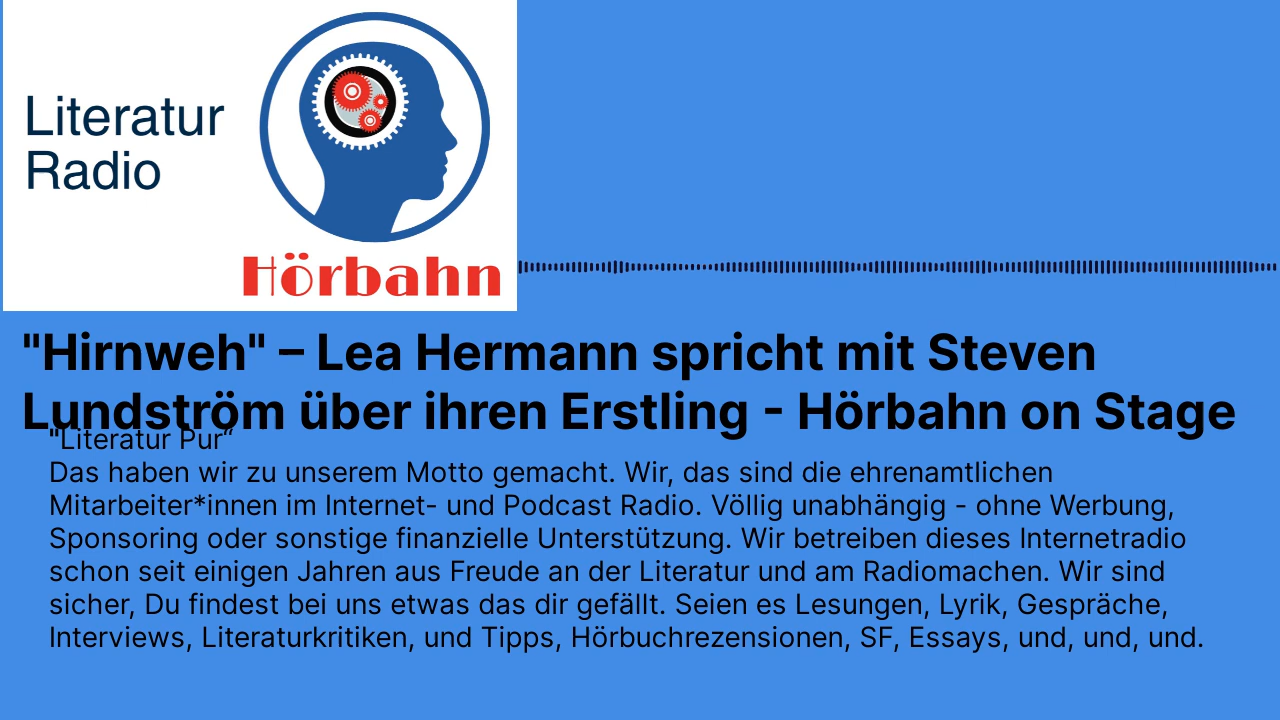 Literatur
Radio
Hörbahn
"Hirnweh" – Lea Hermann spricht mit Steven
Lundström über ihren Erstling - Hörbahn on Stage
"Literatur Pur“
Das haben wir zu unserem Motto gemacht. Wir, das sind die ehrenamtlichen
Mitarbeiter*innen im Internet- und Podcast Radio. Völlig unabhängig - ohne Werbung,
Sponsoring oder sonstige finanzielle Unterstützung. Wir betreiben dieses Internetradio
schon seit einigen Jahren aus Freude an der Literatur und am Radiomachen. Wir sind
sicher, Du findest bei uns etwas das dir gefällt. Seien es Lesungen, Lyrik, Gespräche,
Interviews, Literaturkritiken, und Tipps, Hörbuchrezensionen, SF, Essays, und, und, und.